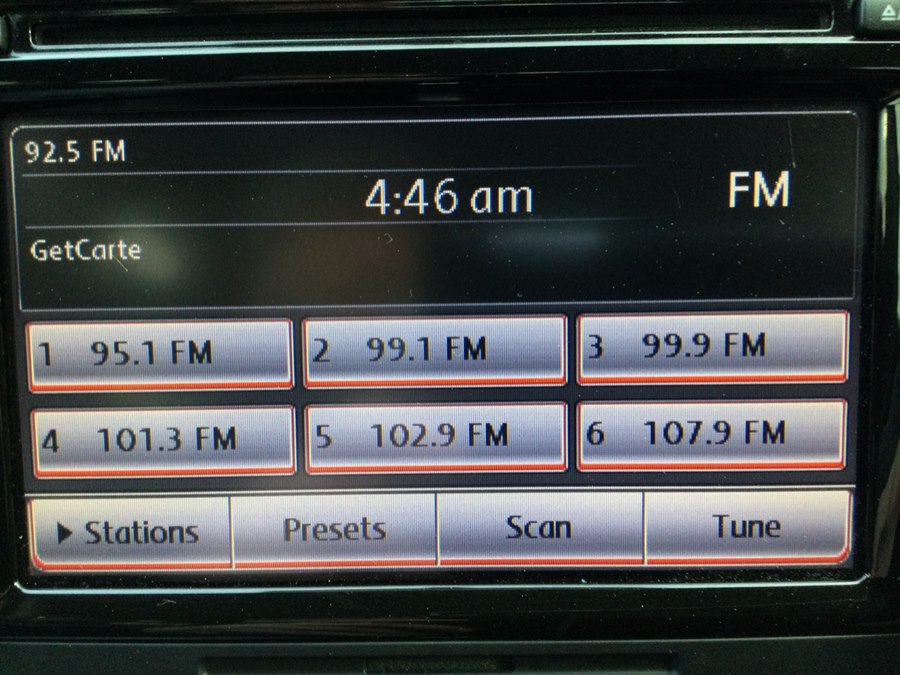 92.5 FM
4:46 am
FM
GetCarte
1 95.1 FM
2 99.1 FM
3 99.9 FM
4 101.3 FM
5 102.9 FM
6 107.9 FM
Stations
Presets
Scan
Tune